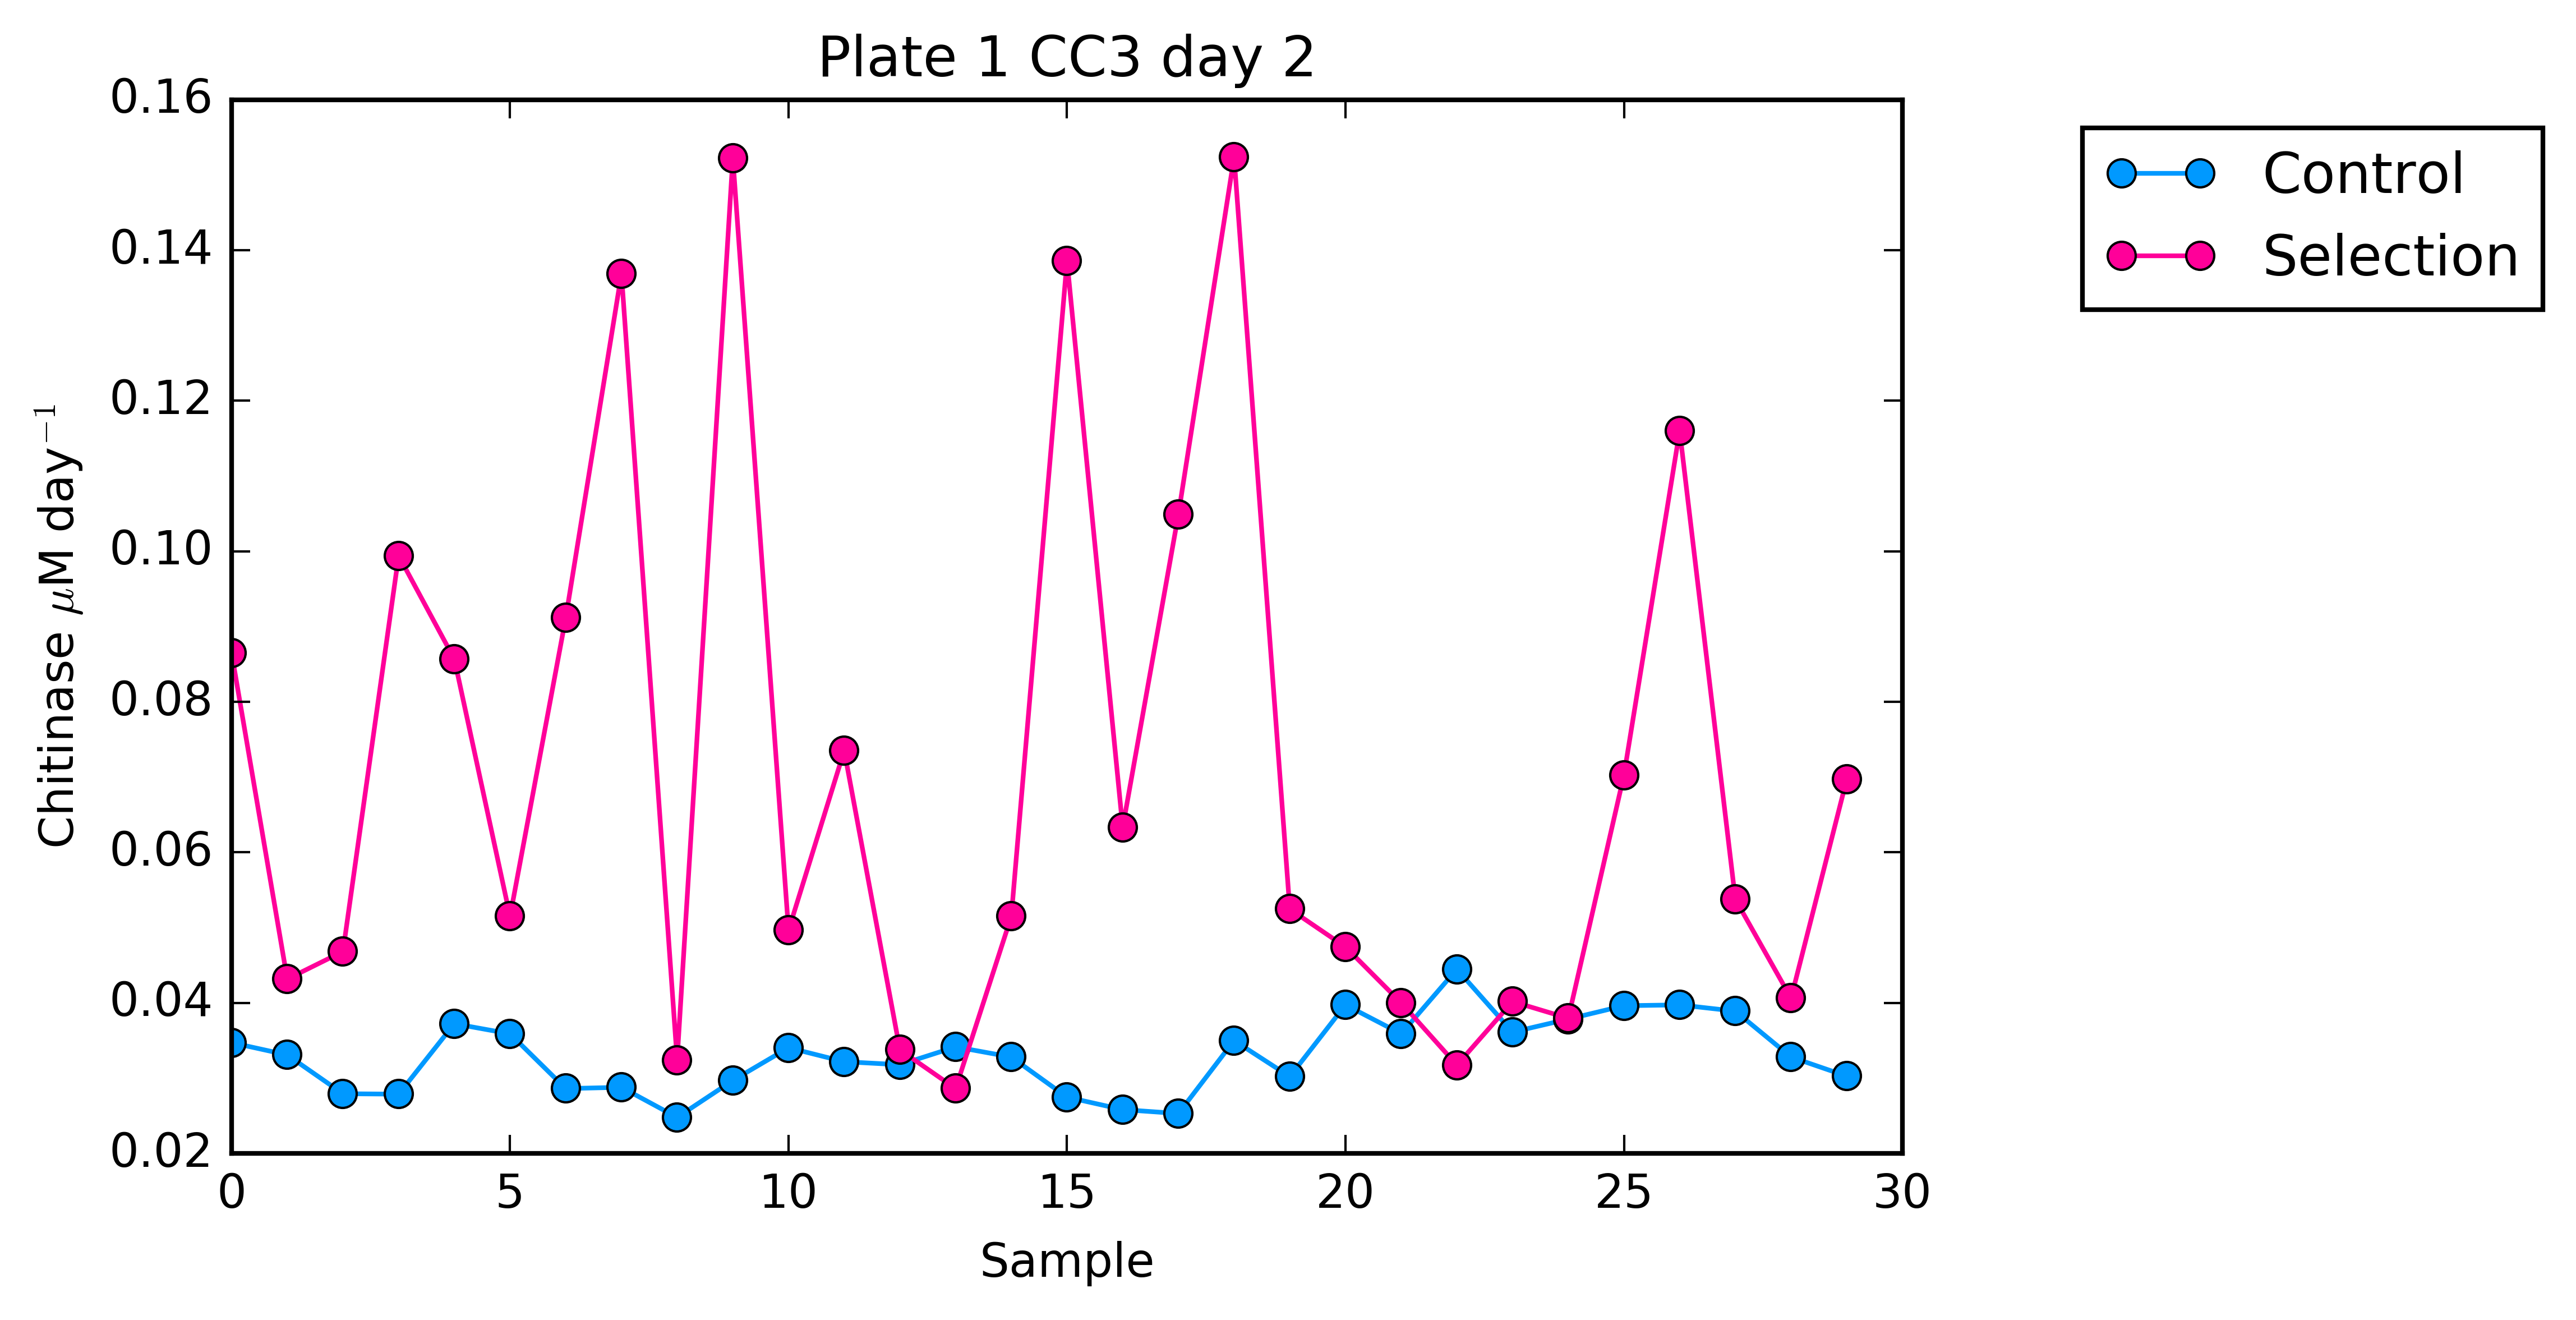 Plate 1 CC3 day 2
0.16
0.14
0.12
0.10
0.08
0.06
0.04
0.02
Chitinase μM day⁻¹
0 5 10 15 20 25 30
Sample
Control
Selection